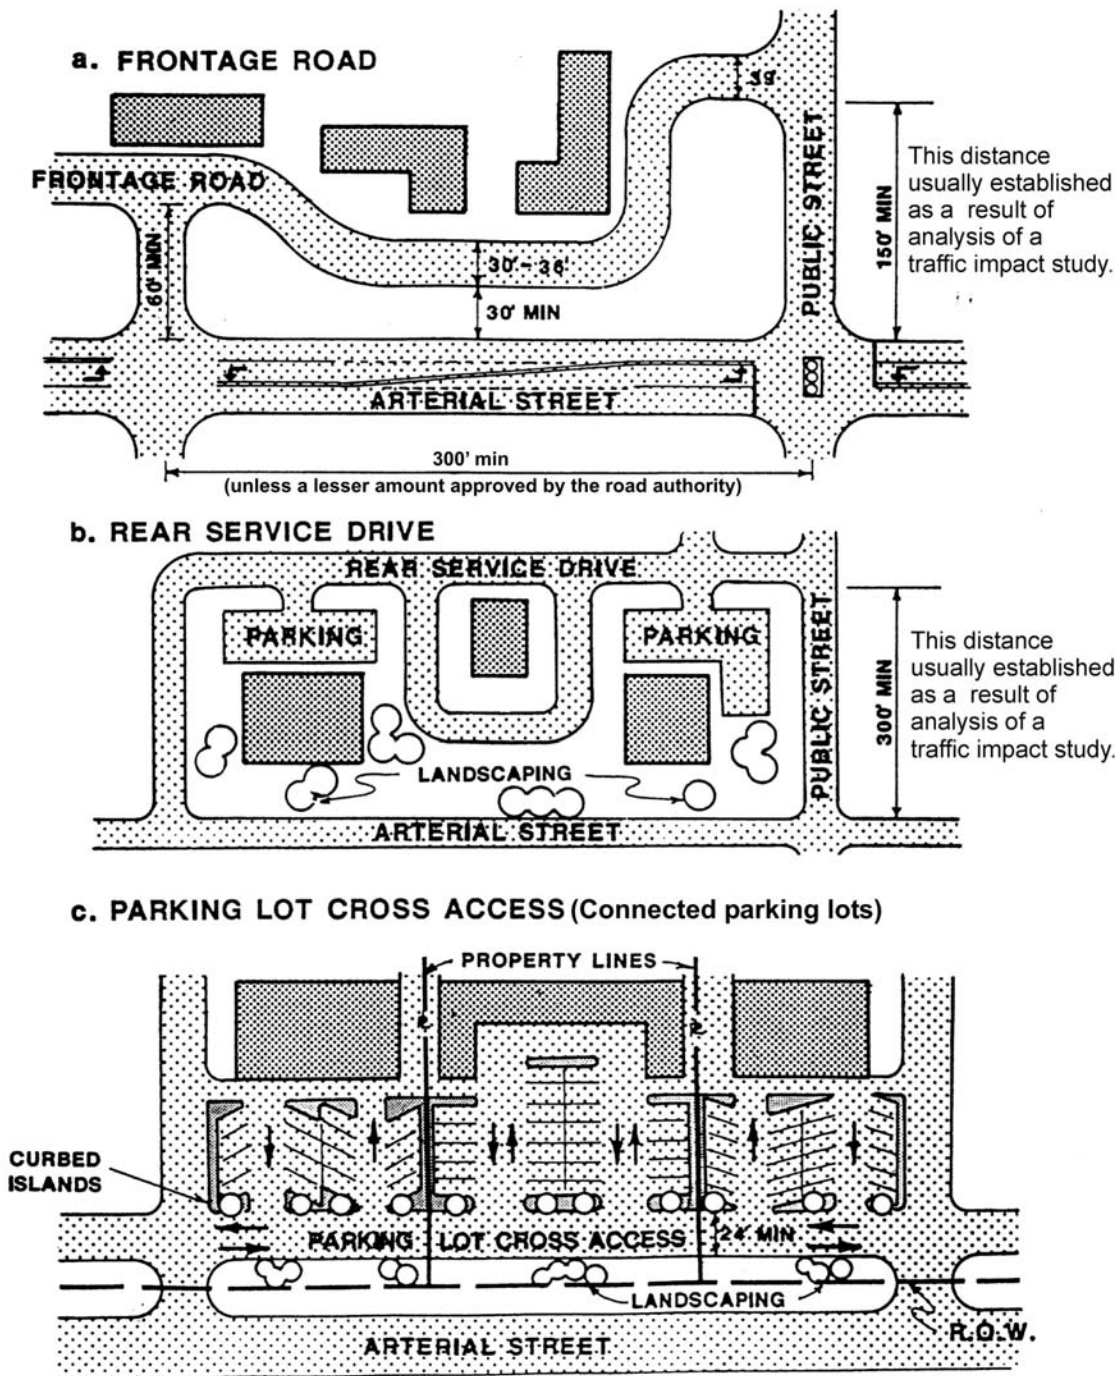 a. FRONTAGE ROAD
39'
FRONTAGE ROAD
PUBLIC STREET
150' MIN
This distance
usually established
as a result of
analysis of a
traffic impact study.
60' MIN
30'-36'
30' MIN
ARTERIAL STREET
300' min
(unless a lesser amount approved by the road authority)
b. REAR SERVICE DRIVE
REAR SERVICE DRIVE
PARKING
PARKING
PUBLIC STREET
300' MIN
This distance
usually established
as a result of
analysis of a
traffic impact study.
LANDSCAPING
ARTERIAL STREET
c. PARKING LOT CROSS ACCESS (Connected parking lots)
PROPERTY LINES
CURBED
ISLANDS
PARKING LOT CROSS ACCESS
24' MIN
LANDSCAPING
R.O.W.
ARTERIAL STREET